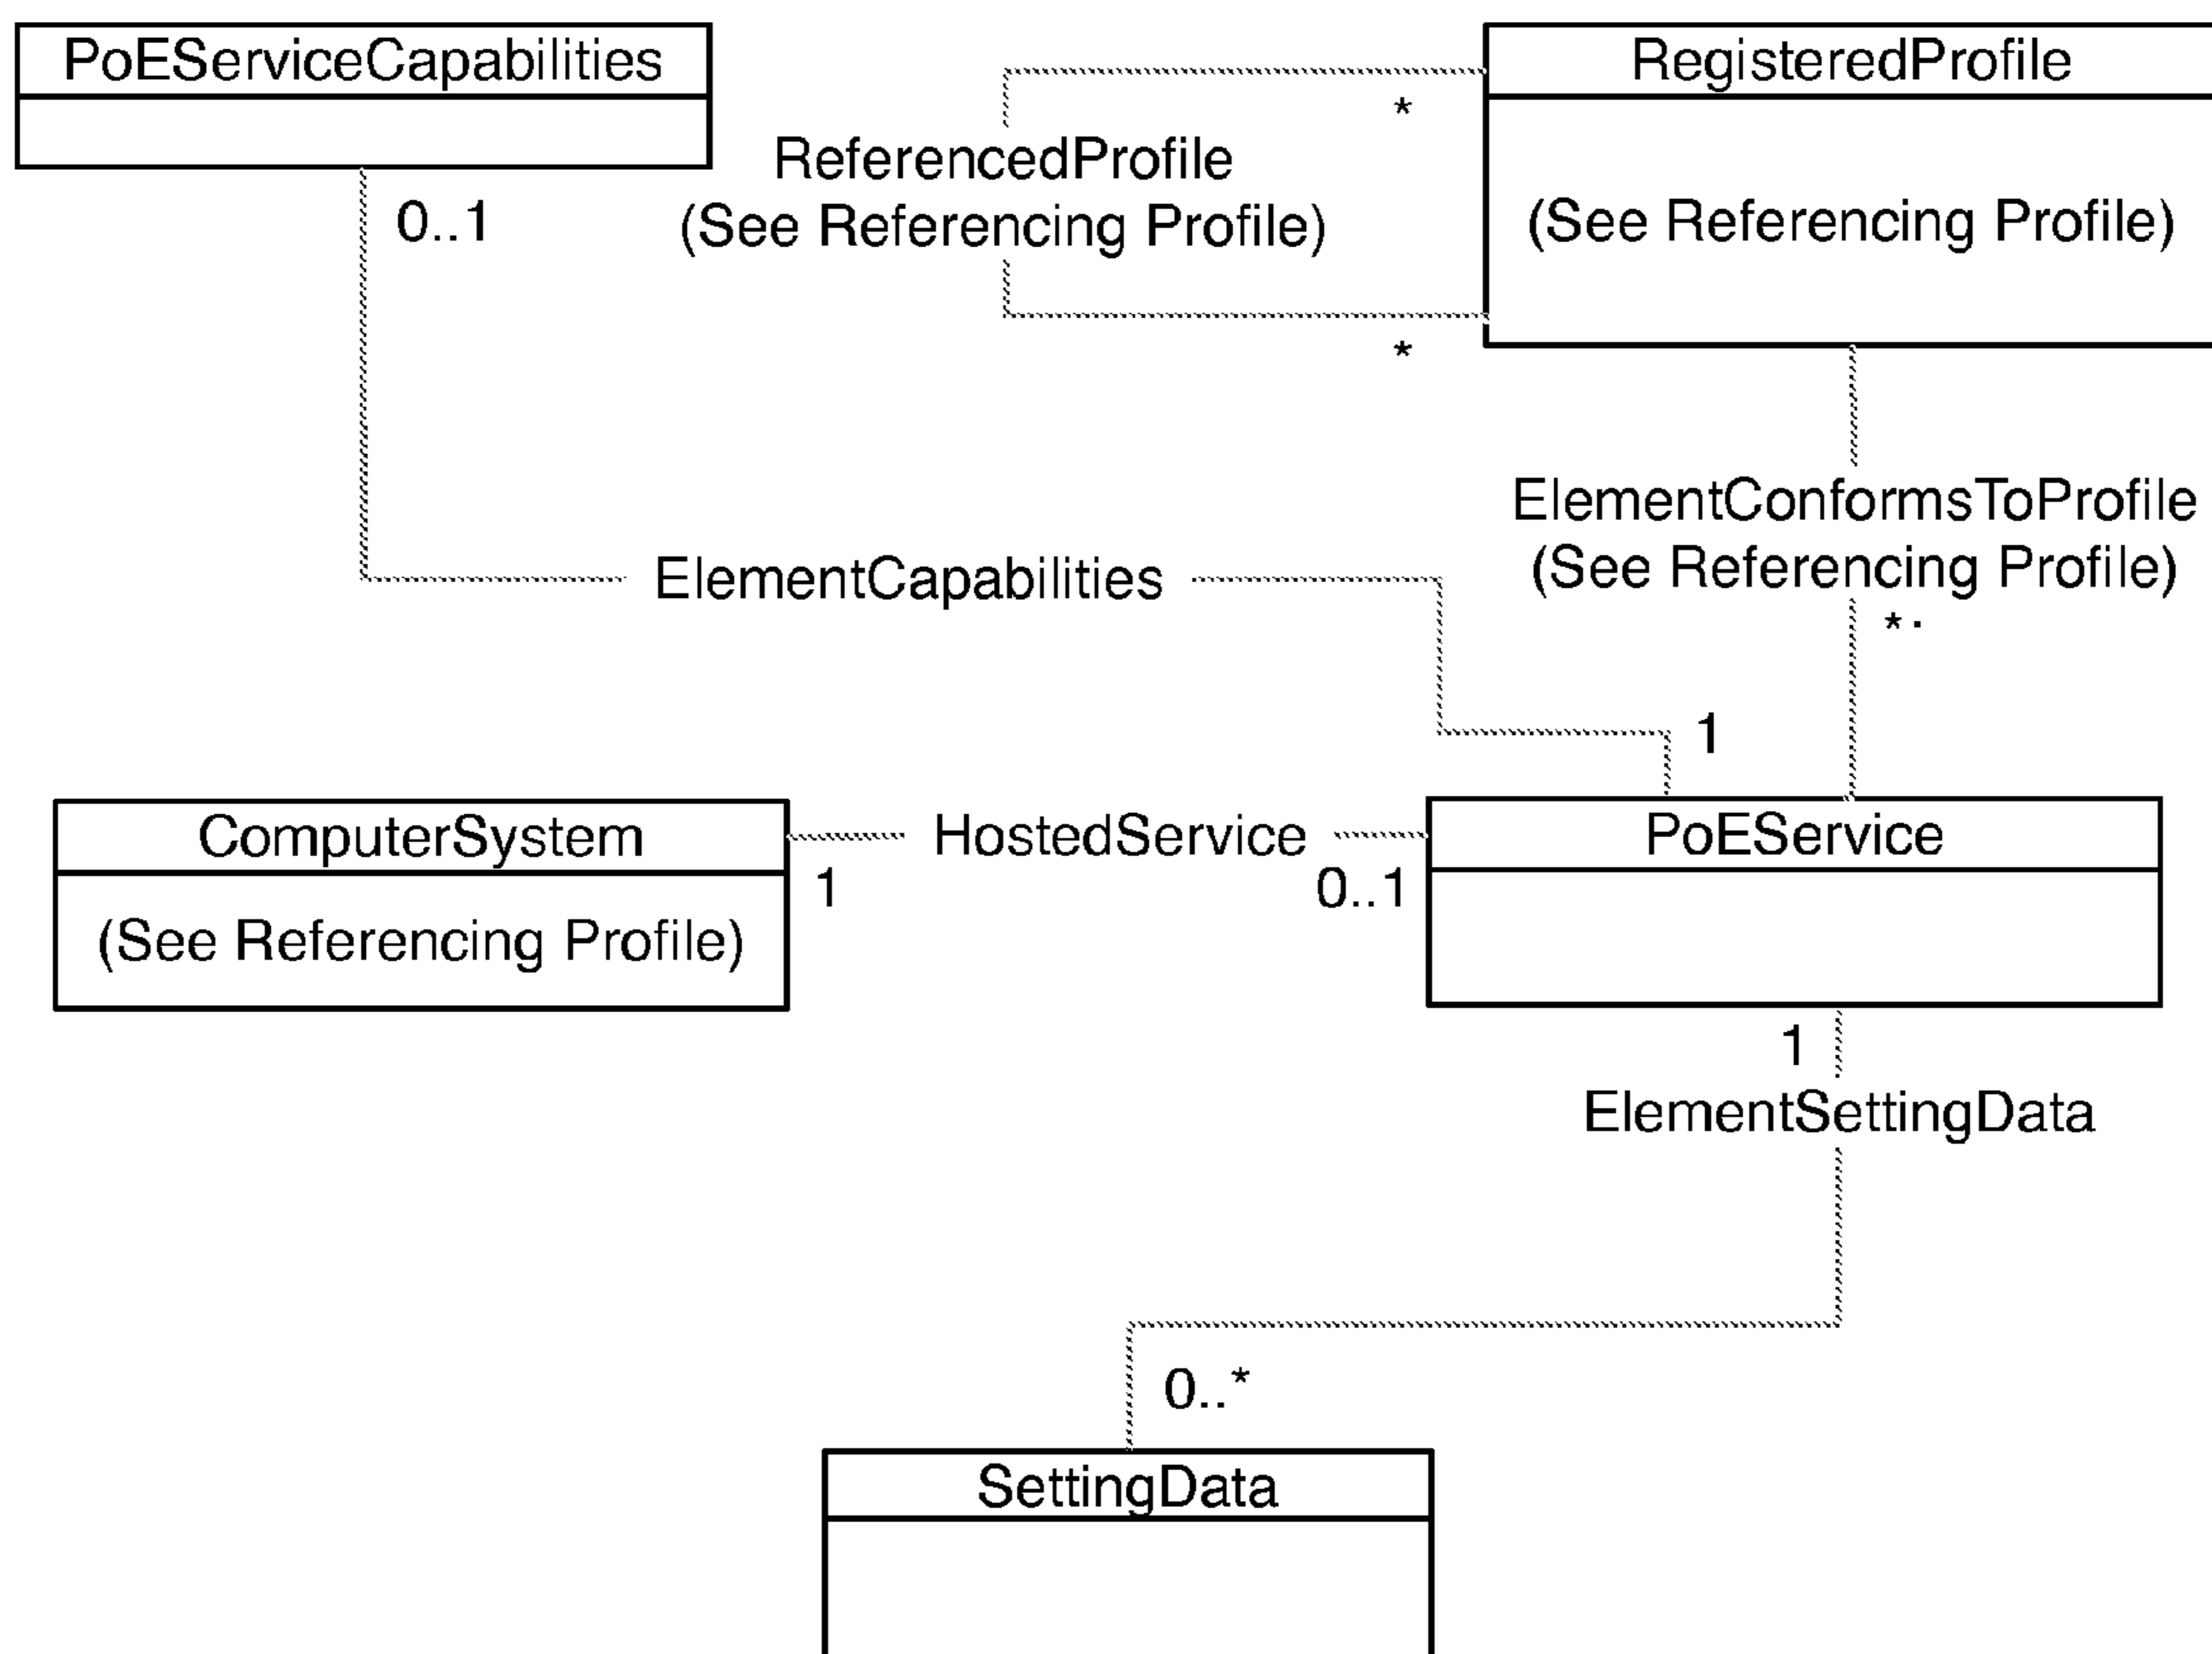 PoEServiceCapabilities
0..1
ReferencedProfile
(See Referencing Profile)
*
*
RegisteredProfile
(See Referencing Profile)
ElementConformsToProfile
(See Referencing Profile)
*.
ElementCapabilities
1
ComputerSystem
(See Referencing Profile)
1
HostedService
0..1
PoEService
1
ElementSettingData
0..*
SettingData